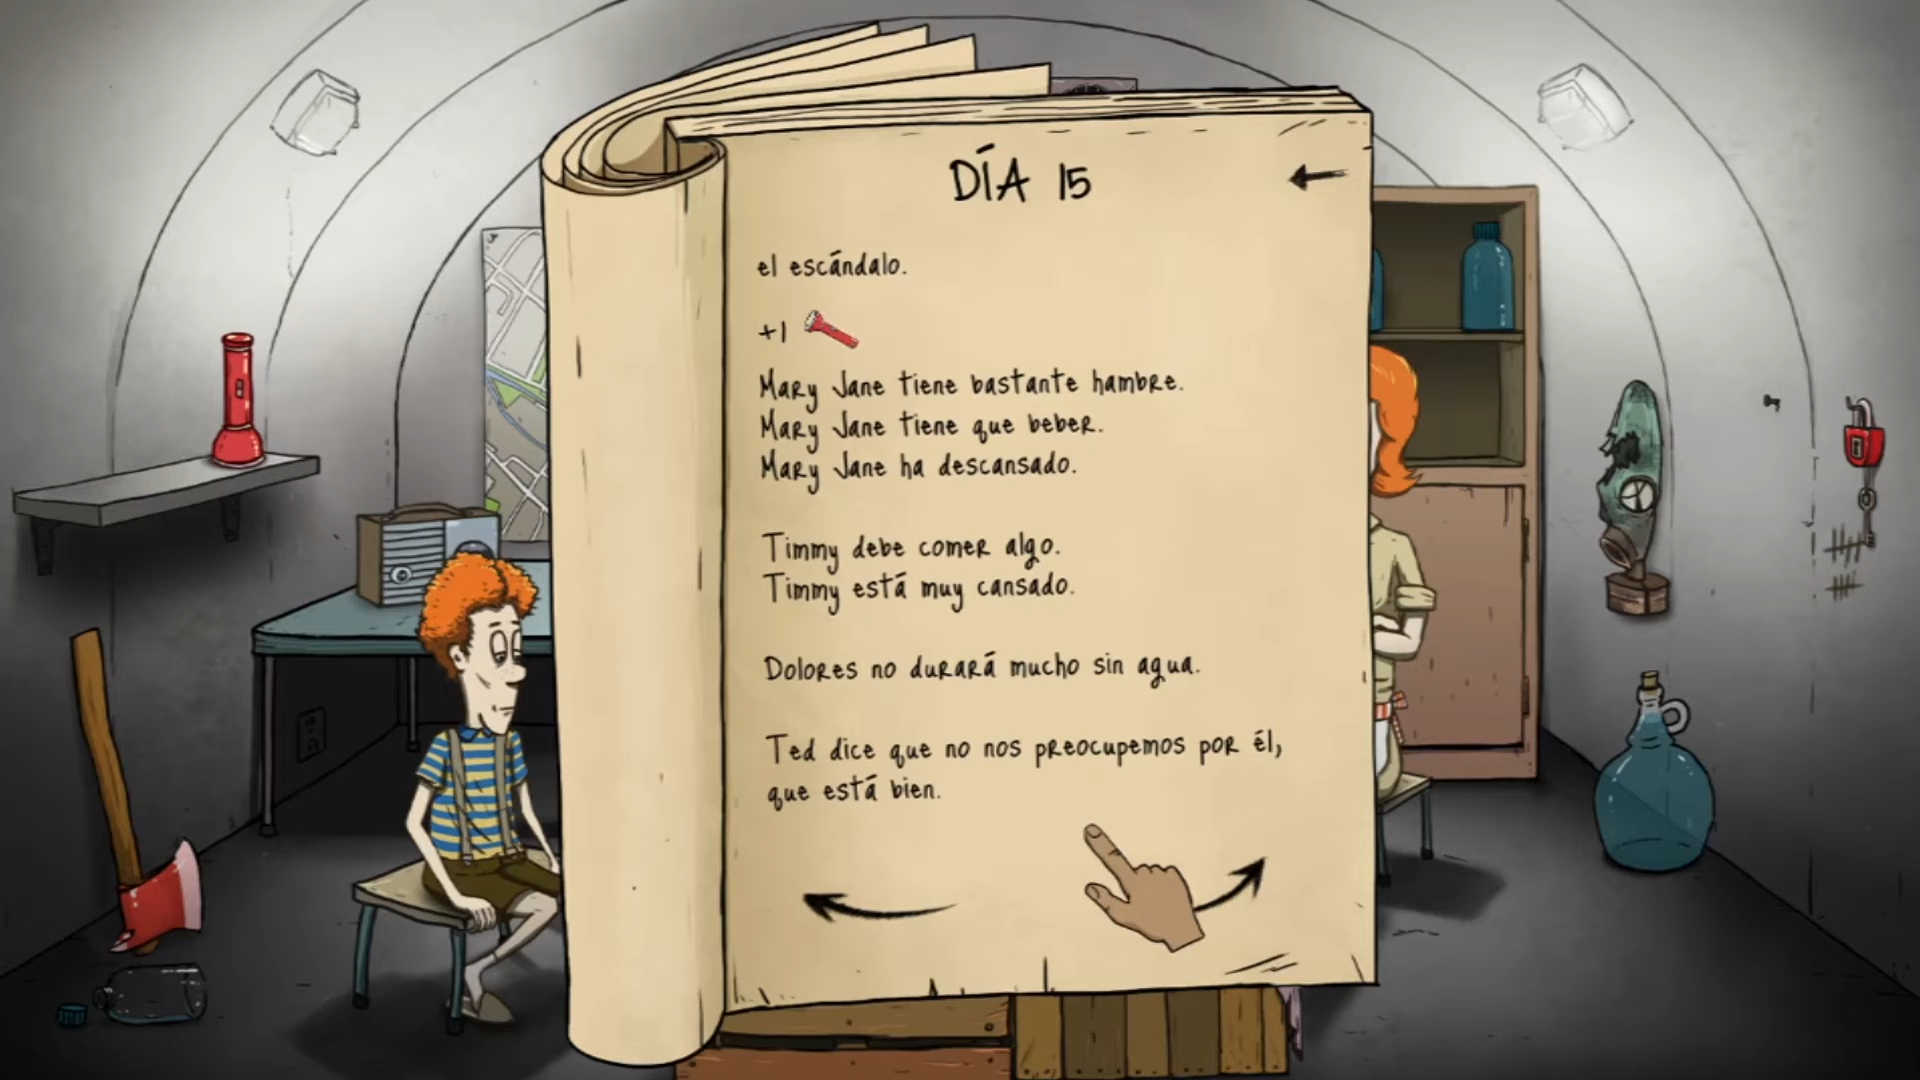 DÍA 15
el escándalo.
+1
Mary Jane tiene bastante hambre.
Mary Jane tiene que beber.
Mary Jane ha descansado.
Timmy debe comer algo.
Timmy está muy cansado.
Dolores no durará mucho sin agua.
Ted dice que no nos preocupemos por él,
que está bien.